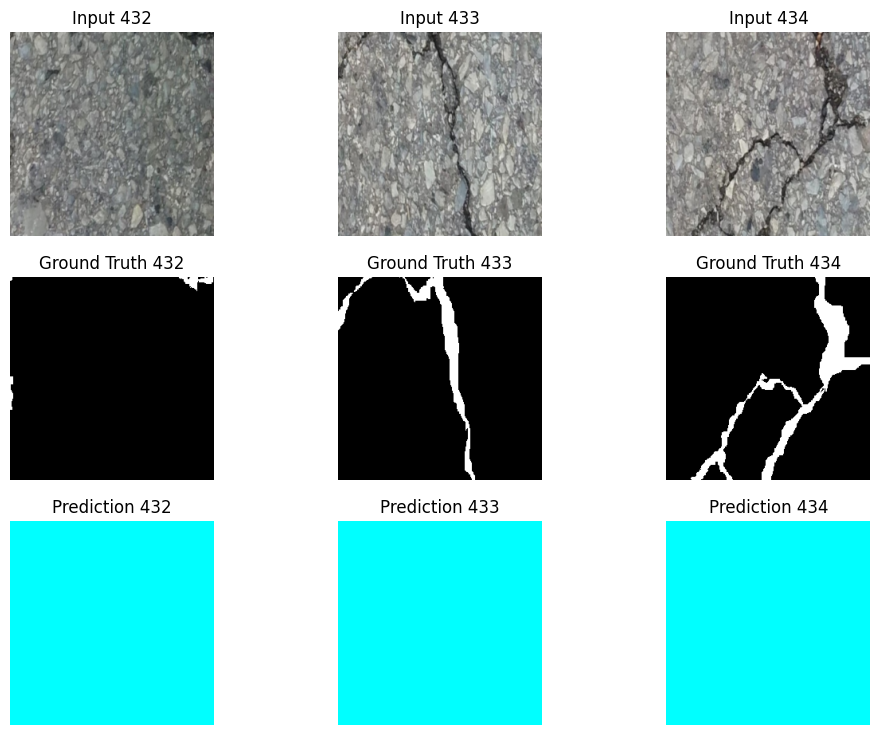 Input 432
Input 433
Input 434
Ground Truth 432
Ground Truth 433
Ground Truth 434
Prediction 432
Prediction 433
Prediction 434